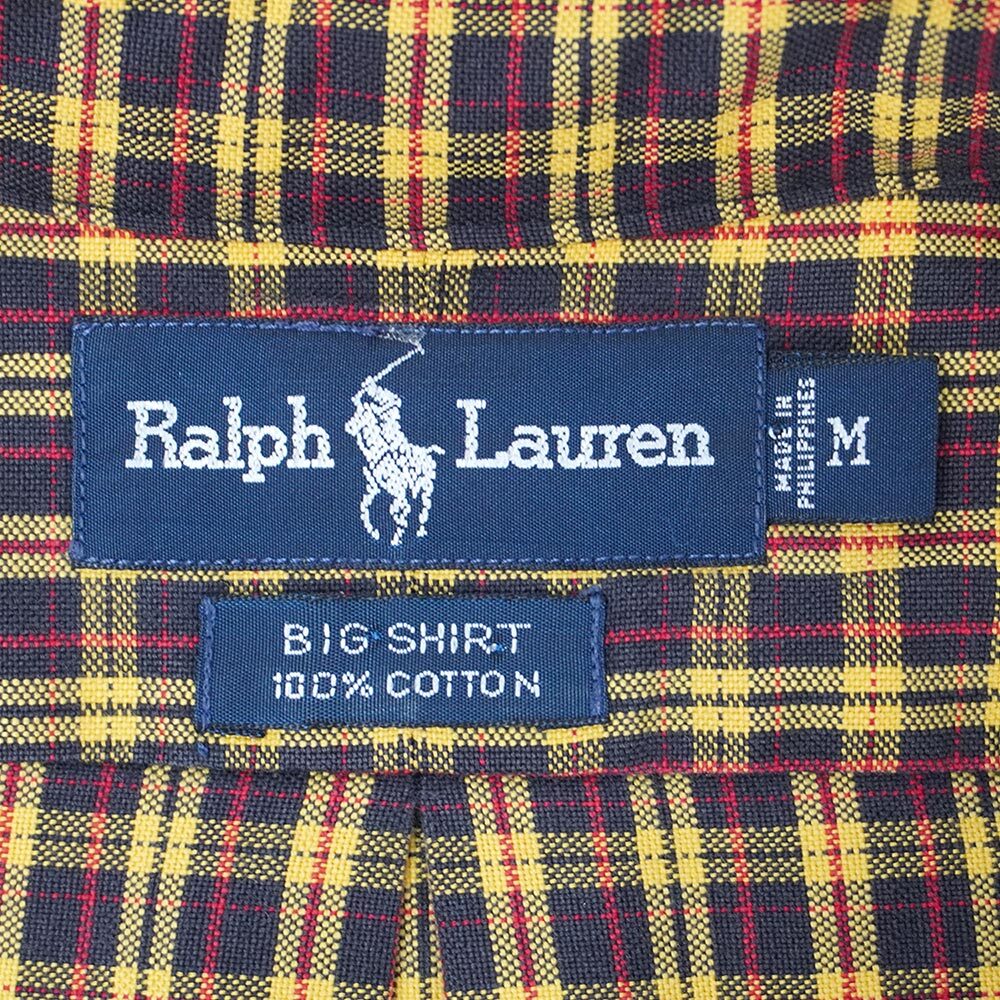 Ralph Lauren
MADE IN
PHILIPPINES
M
BIG SHIRT
100% COTTON